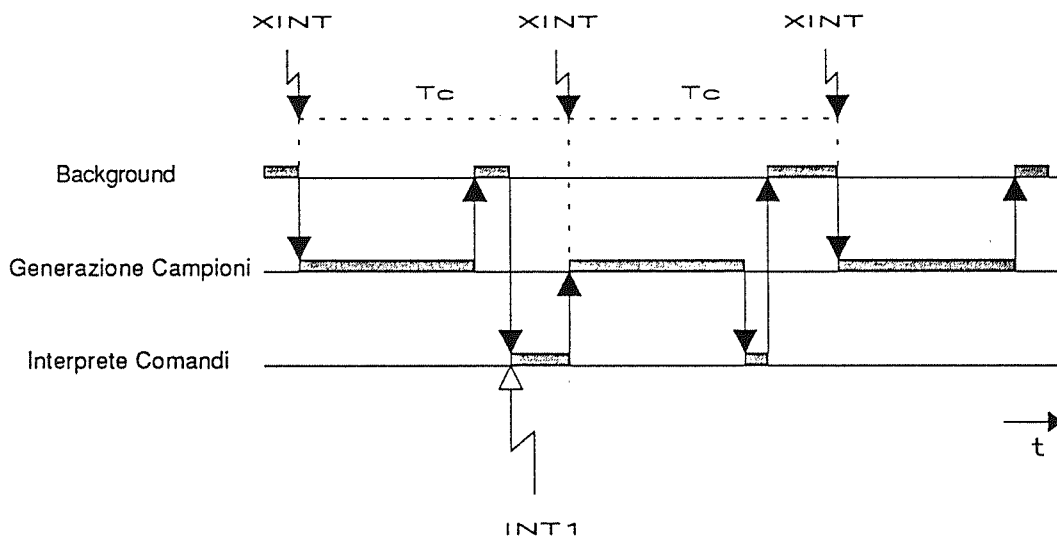 XINT XINT XINT
Tc Tc
Background
Generazione Campioni
Interprete Comandi
t
INT1